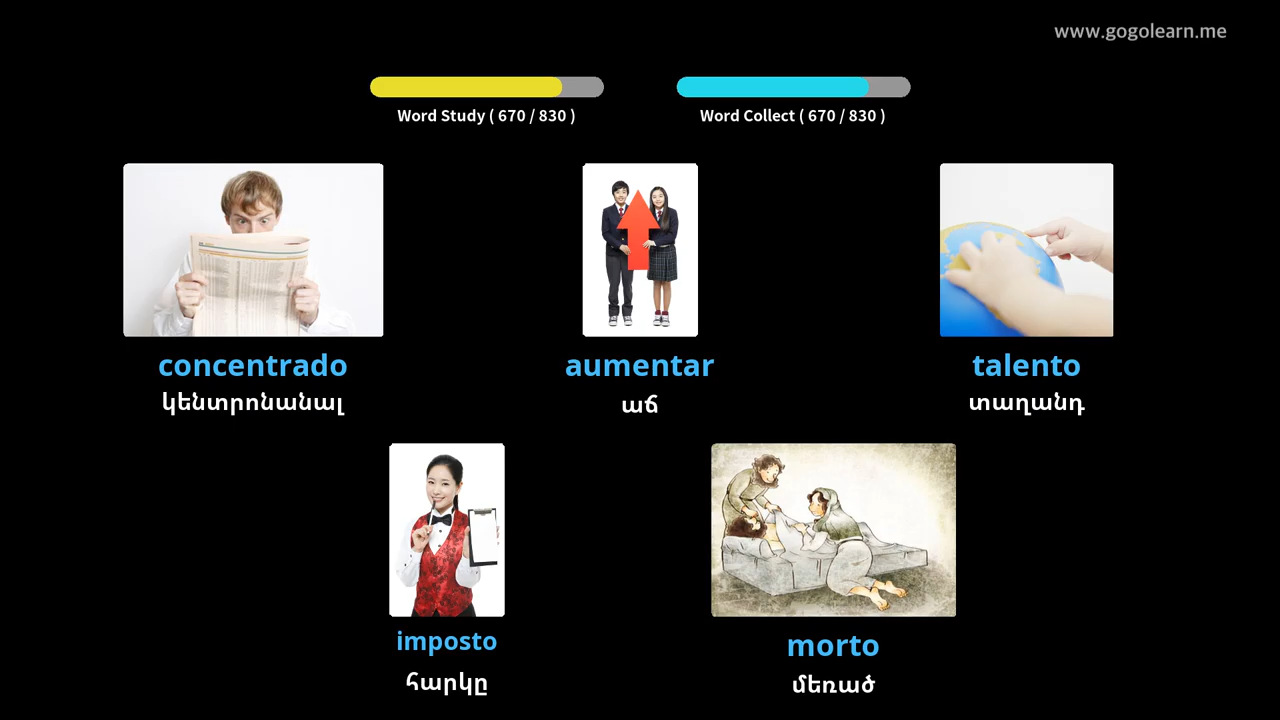 www.gogolearn.me
Word Study ( 670 / 830 )
Word Collect ( 670 / 830 )
concentrado
կենտրոնանալ
aumentar
աճ
talento
տաղանդ
imposto
հարկը
morto
մեռած